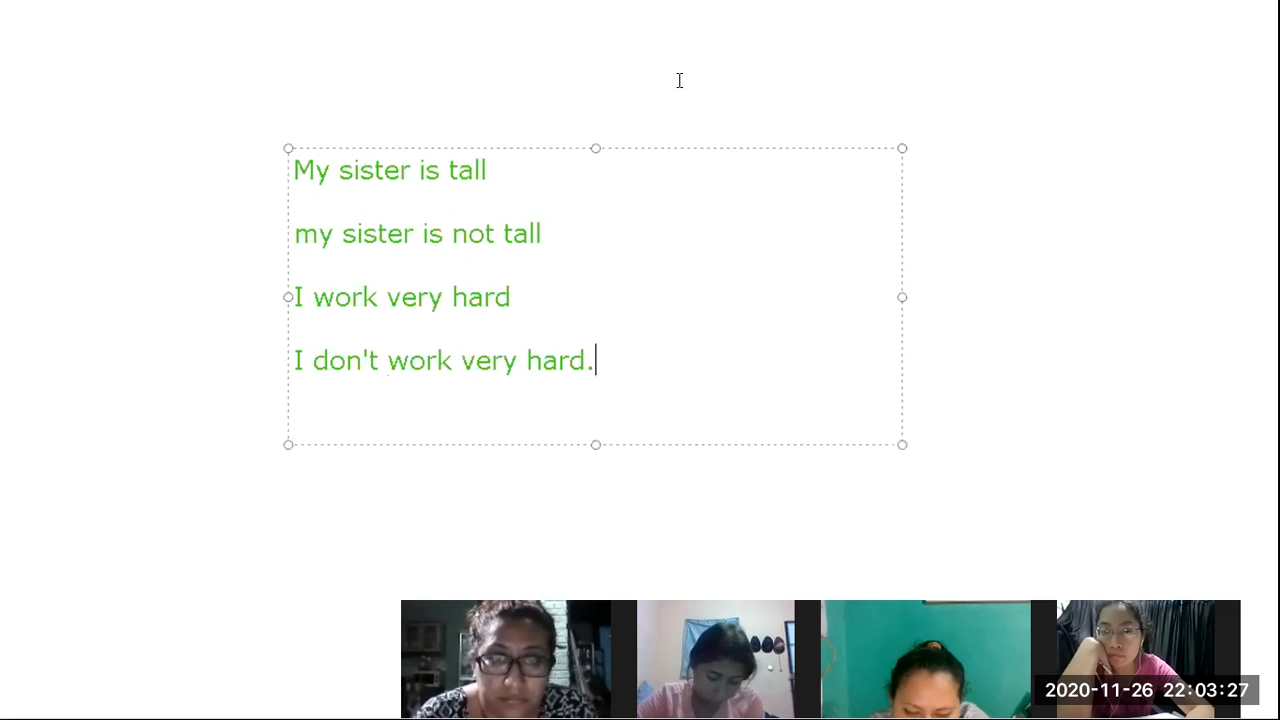 My sister is tall
my sister is not tall
I work very hard
I don't work very hard.
2020-11-26 22:03:27